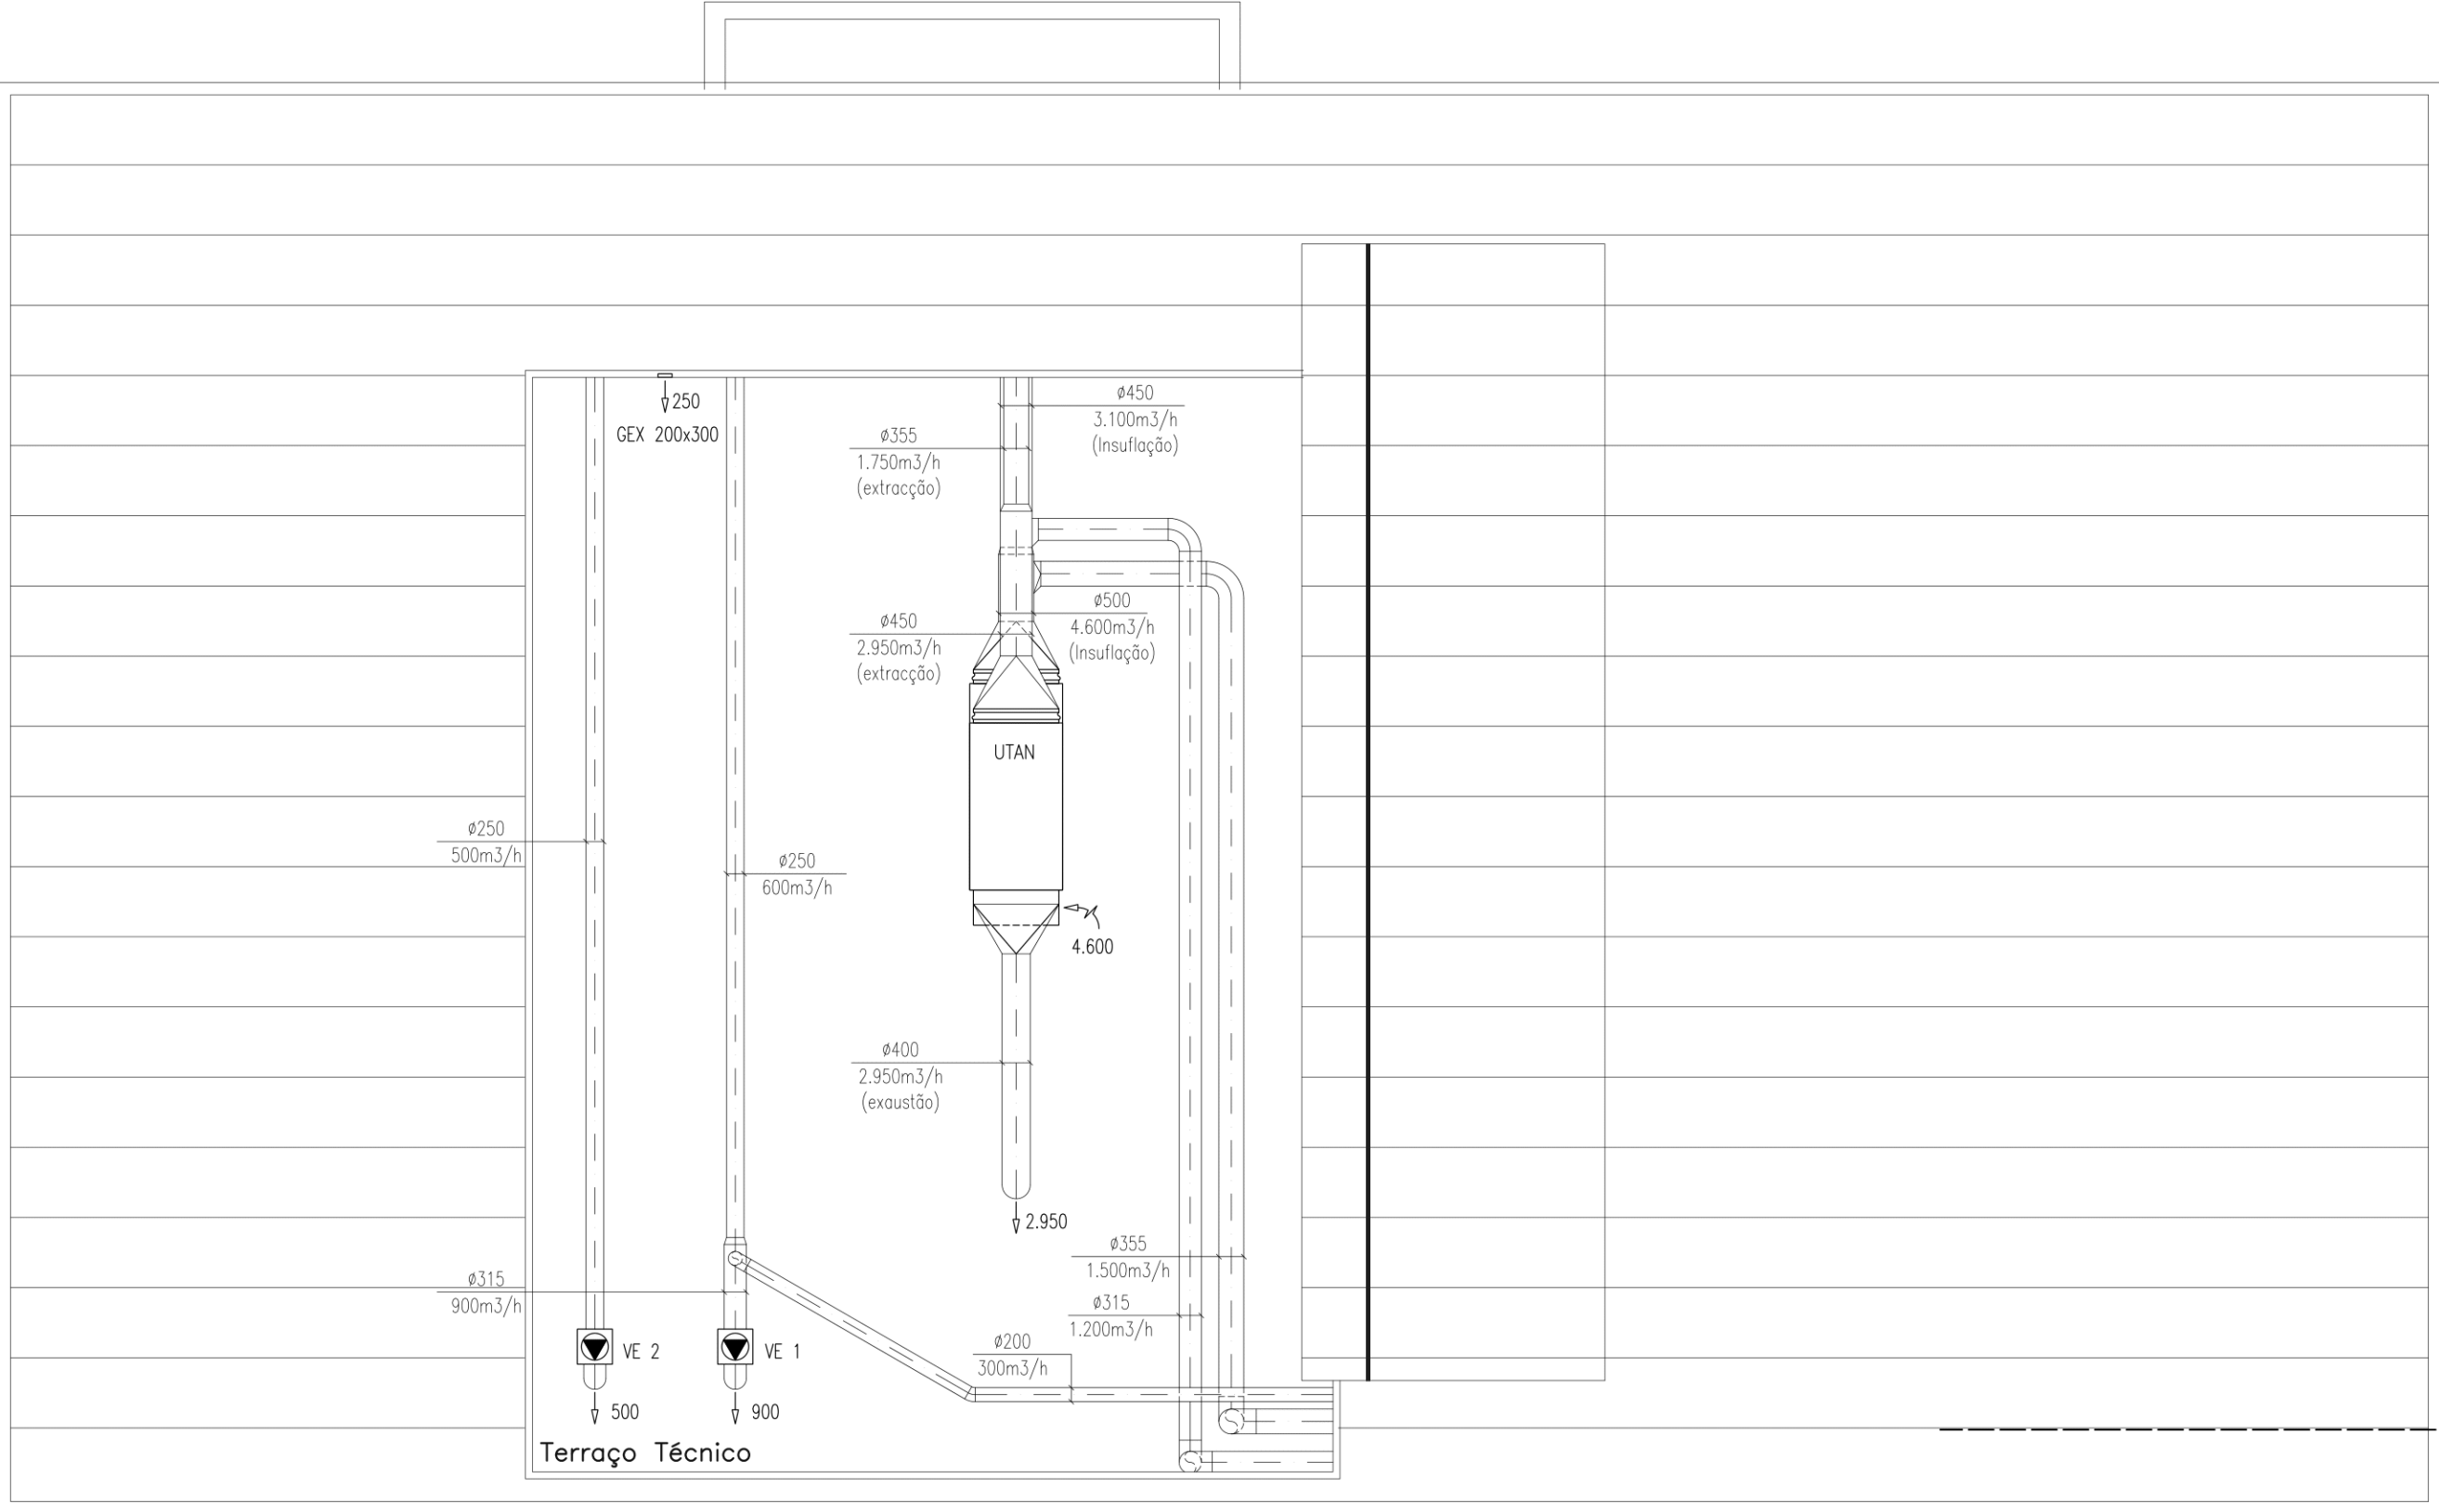 250
GEX 200x300
ø450
3.100m3/h
(Insuflação)
ø355
1.750m3/h
(extracção)
ø500
4.600m3/h
(Insuflação)
ø450
2.950m3/h
(extracção)
UTAN
ø250
500m3/h
ø250
600m3/h
4.600
ø400
2.950m3/h
(exaustão)
2.950
ø355
1.500m3/h
ø315
900m3/h
ø315
1.200m3/h
ø200
300m3/h
VE 2
VE 1
500
900
Terraço Técnico